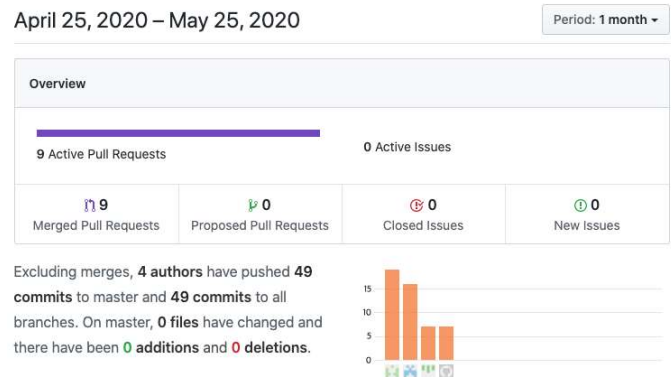 April 25, 2020 – May 25, 2020
Period: 1 month
Overview
9 Active Pull Requests
0 Active Issues
9
Merged Pull Requests
0
Proposed Pull Requests
0
Closed Issues
0
New Issues
Excluding merges, 4 authors have pushed 49
commits to master and 49 commits to all
branches. On master, 0 files have changed and
there have been 0 additions and 0 deletions.
15
10
5
0